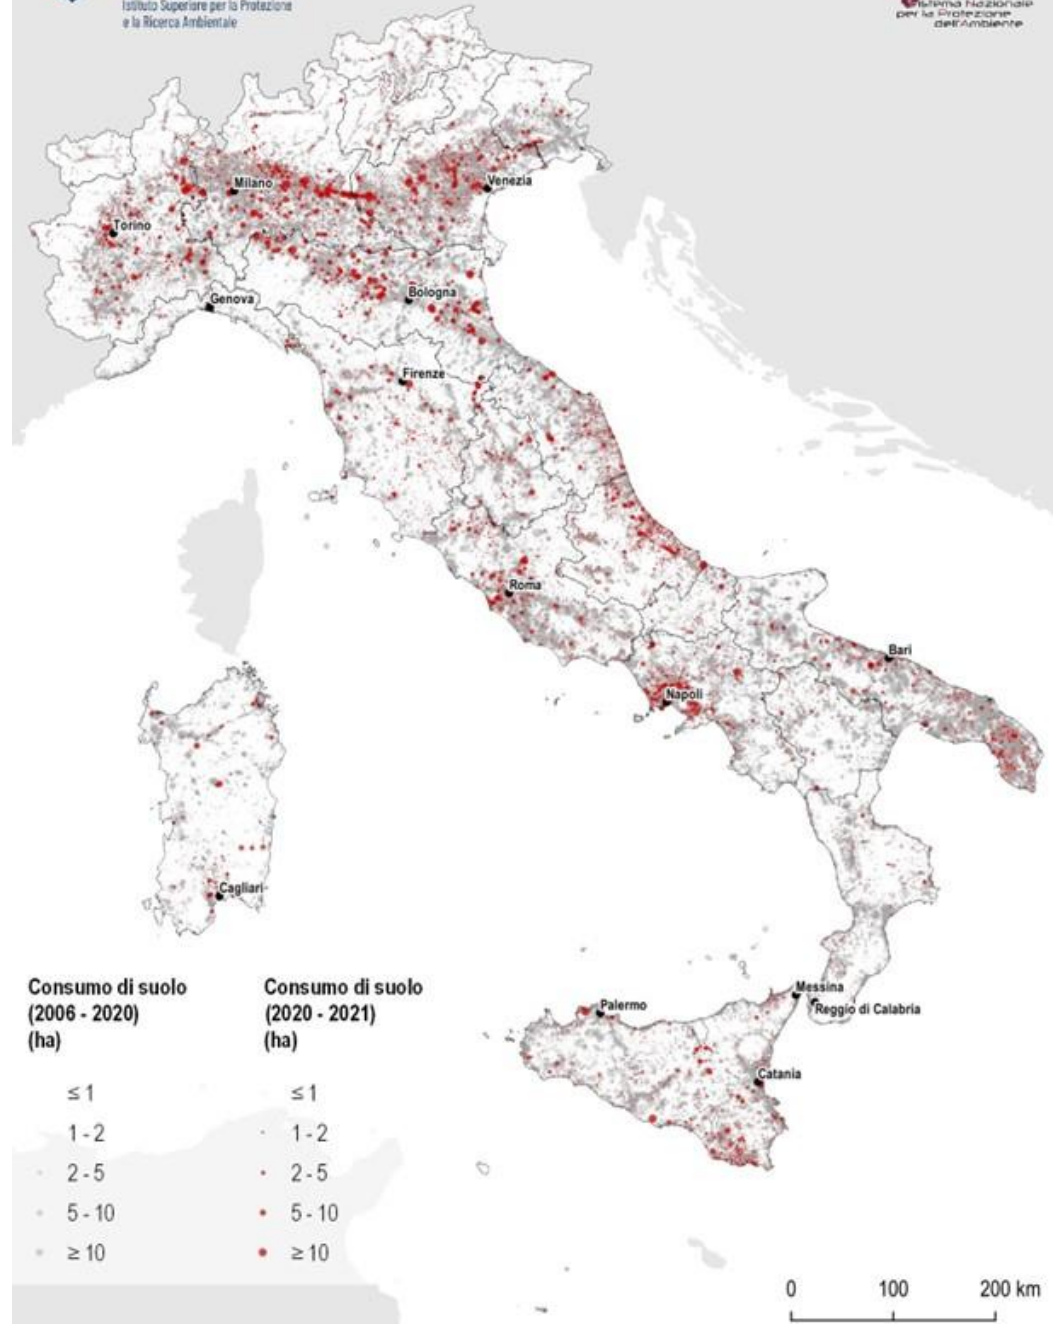 Istituto Superiore per la Protezione
e la Ricerca Ambientale
Sistema Nazionale
per la Protezione
dell'Ambiente
Milano
Venezia
Torino
Genova
Bologna
Firenze
Roma
Bari
Napoli
Cagliari
Messina
Reggio di Calabria
Palermo
Catania
Consumo di suolo
(2006 - 2020)
(ha)
≤ 1
1 - 2
2 - 5
5 - 10
≥ 10
Consumo di suolo
(2020 - 2021)
(ha)
≤ 1
1 - 2
2 - 5
5 - 10
≥ 10
0 100 200 km